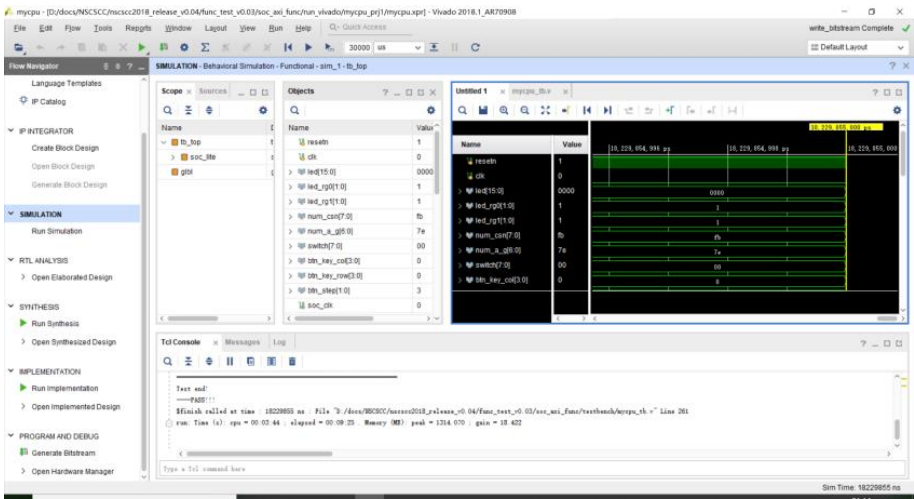 mycpu - [D:/docs/NSCSCC/nscscc2018_release_v0.04/func_test_v0.03/soc_axi_func/run_vivado/mycpu_prj1/mycpu.xpr] - Vivado 2018.1_AR70908
File Edit Flow Tools Reports Window Layout View Run Help Quick Access
write_bitstream Complete
30000 us
Default Layout
Flow Navigator
SIMULATION - Behavioral Simulation - Functional - sim_1 - tb_top
Language Templates
IP Catalog
IP INTEGRATOR
Create Block Design
Open Block Design
Generate Block Design
SIMULATION
Run Simulation
RTL ANALYSIS
Open Elaborated Design
SYNTHESIS
Run Synthesis
Open Synthesized Design
IMPLEMENTATION
Run Implementation
Open Implemented Design
PROGRAM AND DEBUG
Generate Bitstream
Open Hardware Manager
Scope Sources
Name
tb_top
soc_lite
glbl
Objects
Name Value
resetn 1
clk 0
led[15:0] 0000
led_rg0[1:0] 1
led_rg1[1:0] 1
num_csn[7:0] fb
num_a_g[6:0] 7e
switch[7:0] 00
btn_key_col[3:0] 0
btn_key_row[3:0] 0
btn_step[1:0] 3
soc_clk 0
Untitled 1 mycpu_tb.v
18,229,855,000 ps
Name Value
resetn 1
clk 0
led[15:0] 0000 0000
led_rg0[1:0] 1 1
led_rg1[1:0] 1 1
num_csn[7:0] fb fb
num_a_g[6:0] 7e 7e
switch[7:0] 00 00
btn_key_col[3:0] 0 0
Tcl Console Messages Log
Test end!
----PASS!!!
$finish called at time : 18229855 ns : File "D:/docs/NSCSCC/nscscc2018_release_v0.04/func_test_v0.03/soc_axi_func/testbench/mycpu_tb.v" Line 261
run: Time (s): cpu = 00:03:44 ; elapsed = 00:09:25 . Memory (MB): peak = 1314.070 ; gain = 18.422
Type a Tcl command here
Sim Time: 18229855 ns